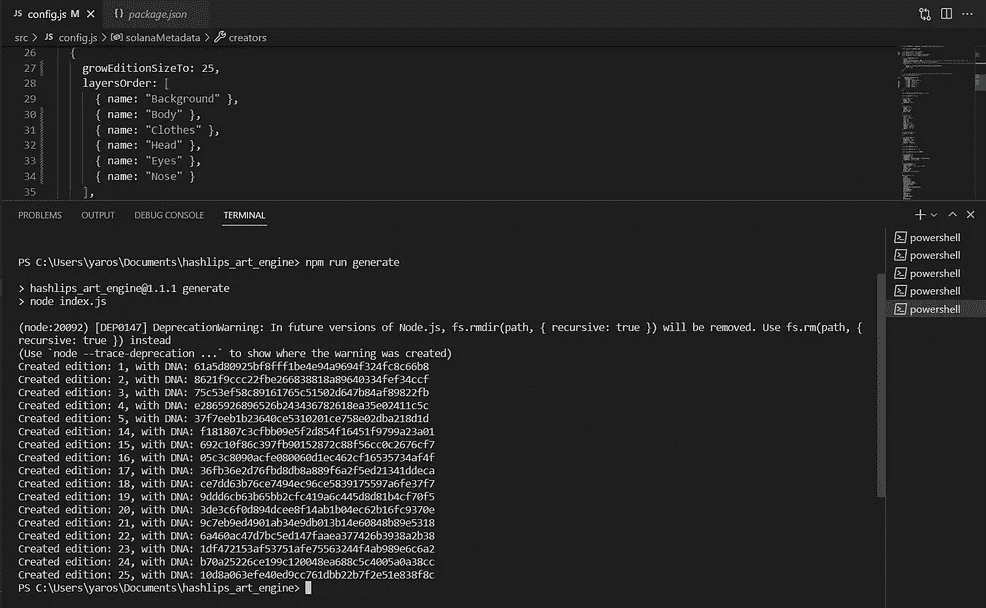 config.js M
package.json
src > config.js > solanaMetadata > creators
26 {
27 growEditionSizeTo: 25,
28 layersOrder: [
29 { name: "Background" },
30 { name: "Body" },
31 { name: "Clothes" },
32 { name: "Head" },
33 { name: "Eyes" },
34 { name: "Nose" }
35 ],
PROBLEMS OUTPUT DEBUG CONSOLE TERMINAL
powershell
powershell
powershell
powershell
powershell
PS C:\Users\yaros\Documents\hashlips_art_engine> npm run generate
> hashlips_art_engine@1.1.1 generate
> node index.js
(node:20092) [DEP0147] DeprecationWarning: In future versions of Node.js, fs.rmdir(path, { recursive: true }) will be removed. Use fs.rm(path, {
recursive: true }) instead
(Use `node --trace-deprecation ...` to show where the warning was created)
Created edition: 1, with DNA: 61a5d80925bf8fff1be4e94a9694f324fc8c66b8
Created edition: 2, with DNA: 8621f9ccc22fbe266838818a89640334fef34ccf
Created edition: 3, with DNA: 75c53ef58c89161765c51502d647b84af89822fb
Created edition: 4, with DNA: e2865926896526b243436782618ea35e02411c5c
Created edition: 5, with DNA: 37f7eeb1b23640ce5310201ce758e02dba218d1d
Created edition: 14, with DNA: f181807c3cfbb09e5f2d854f16451f9799a23a01
Created edition: 15, with DNA: 692c10f86c397fb90152872c88f56cc0c2676cf7
Created edition: 16, with DNA: 05c3c8090acfe080060d1ec462cf16535734af4f
Created edition: 17, with DNA: 36fb36e2d76fbd8db8a889f6a2f5ed21341ddeca
Created edition: 18, with DNA: ce7dd63b76ce7494ec96ce5839175597a6fe37f7
Created edition: 19, with DNA: 9ddd6cb63b65bb2cfc419a6c445d8d81b4cf70f5
Created edition: 20, with DNA: 3de3c6f0d894dcee8f14ab1b04ec62b16fc9370e
Created edition: 21, with DNA: 9c7eb9ed4901ab34e9db013b14e60848b89e5318
Created edition: 22, with DNA: 6a460ac47d7bc5ed147faaea377426b3938a2b38
Created edition: 23, with DNA: 1df472153af53751afe75563244f4ab989e6c6a2
Created edition: 24, with DNA: b70a25226ce199c120048ea688c5c4005a0a38cc
Created edition: 25, with DNA: 10d8a063efe40ed9cc761dbb22b7f2e51e838f8c
PS C:\Users\yaros\Documents\hashlips_art_engine>